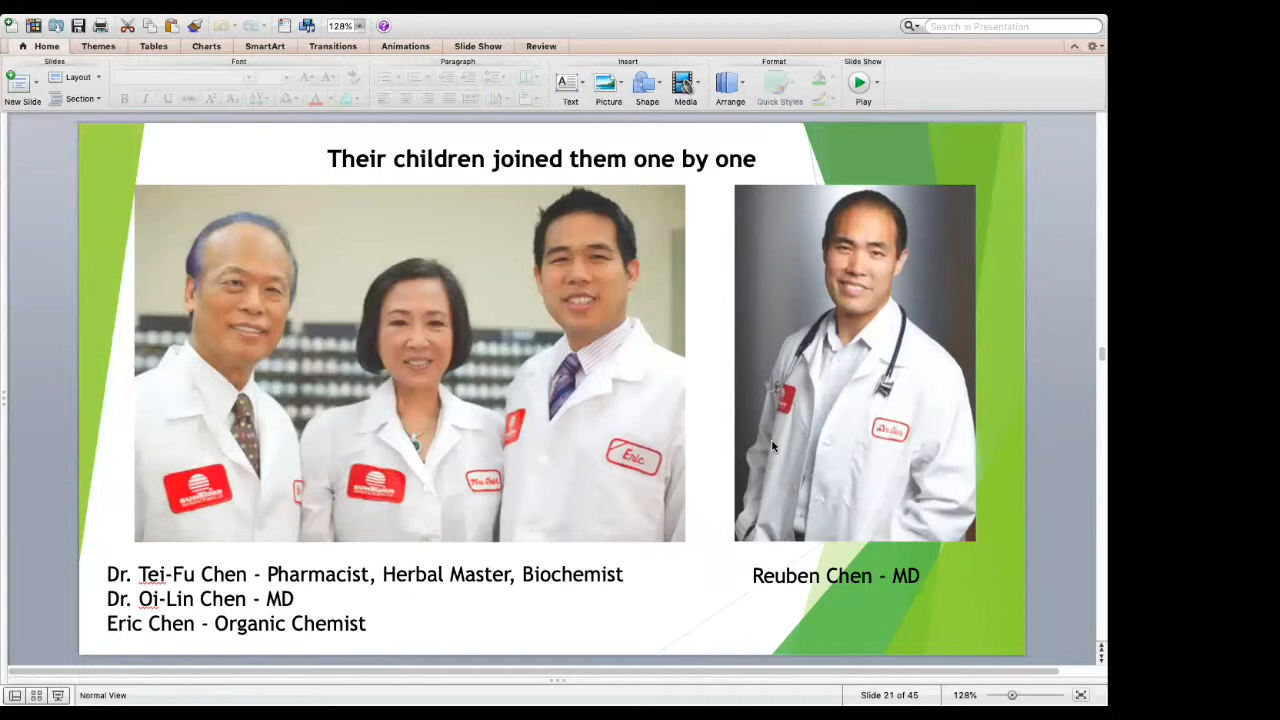 128%
Search in Presentation
Home
Themes
Tables
Charts
SmartArt
Transitions
Animations
Slide Show
Review
Slides
Font
Paragraph
Insert
Format
Slide Show
New Slide
Layout
Section
Text
Picture
Shape
Media
Arrange
Quick Styles
Play
Their children joined them one by one
SUNRIDER
SUNRIDER
Eric
Dr. Tei-Fu Chen - Pharmacist, Herbal Master, Biochemist
Dr. Oi-Lin Chen - MD
Eric Chen - Organic Chemist
Reuben Chen - MD
Normal View
Slide 21 of 45
128%